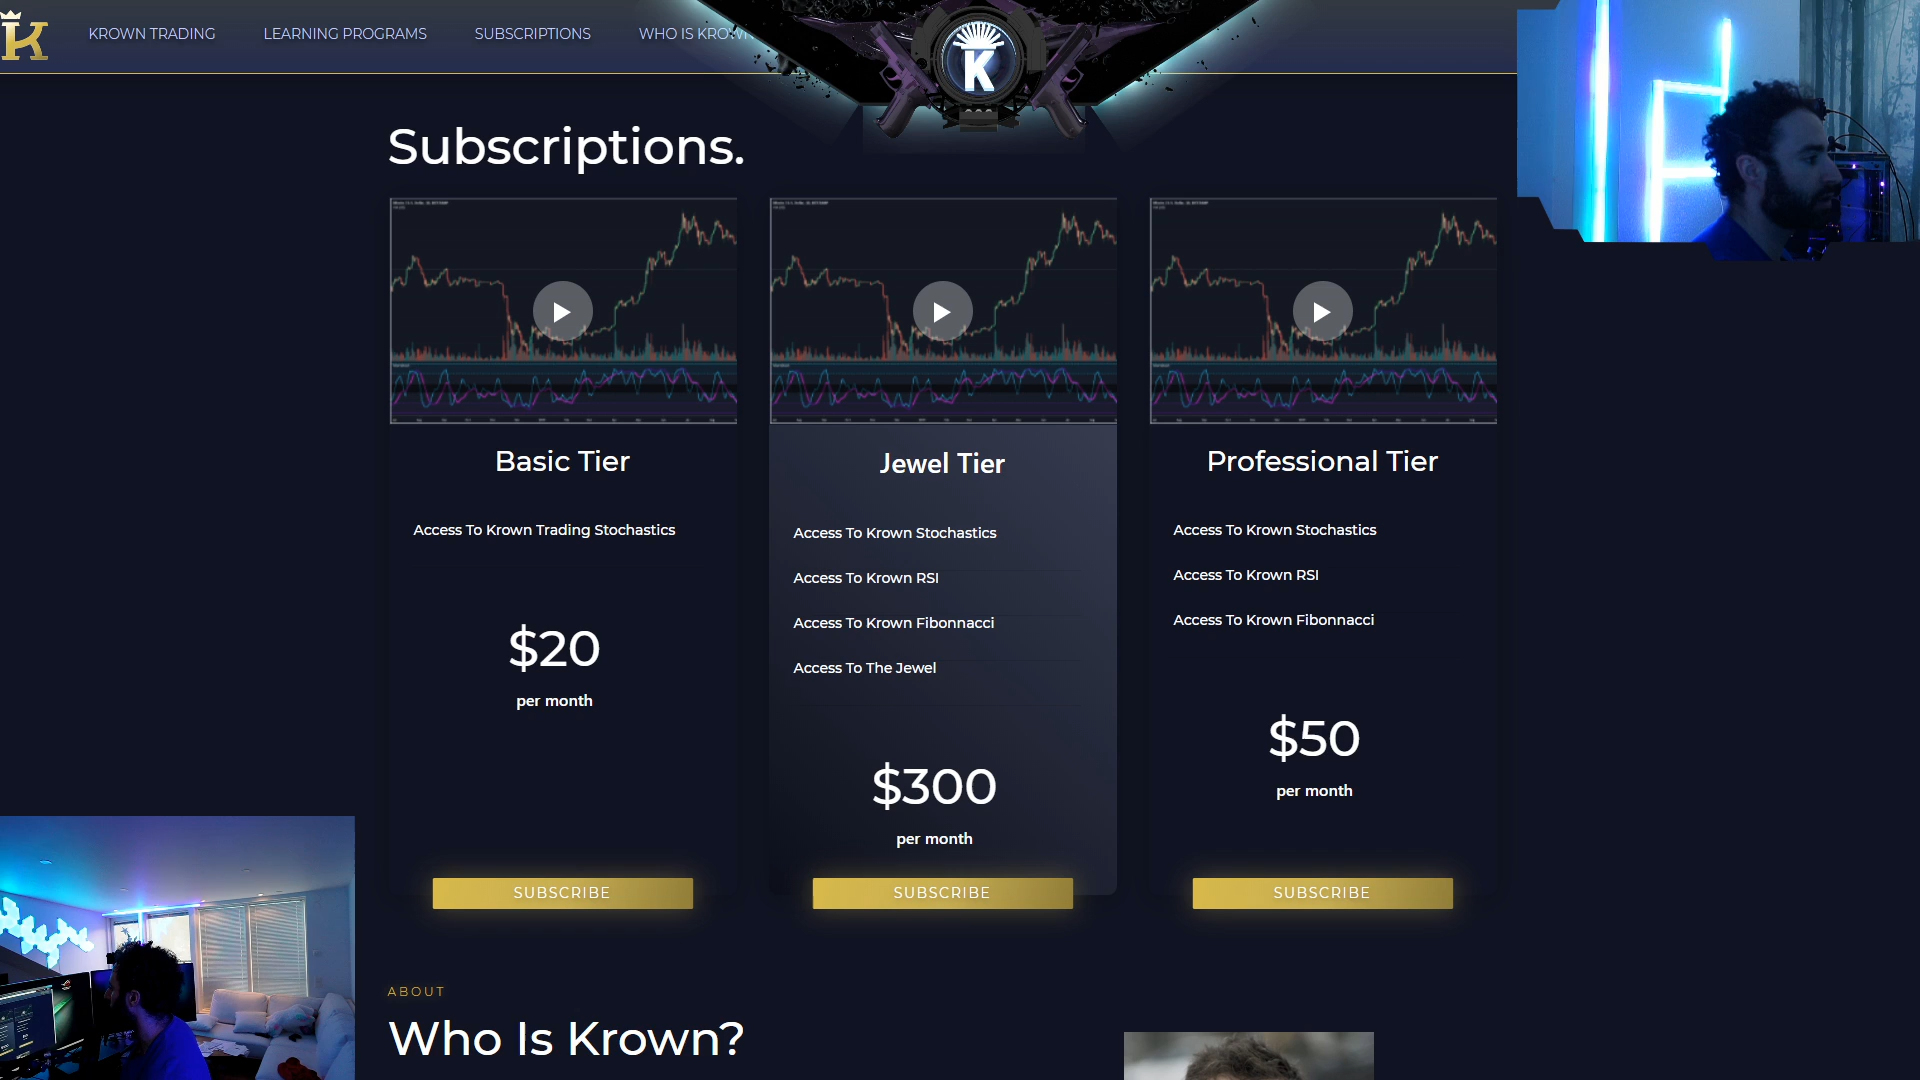 K
KROWN TRADING
LEARNING PROGRAMS
SUBSCRIPTIONS
WHO IS KROWN
K
Subscriptions.
Basic Tier
Access To Krown Trading Stochastics
$20
per month
SUBSCRIBE
Jewel Tier
Access To Krown Stochastics
Access To Krown RSI
Access To Krown Fibonnacci
Access To The Jewel
$300
per month
SUBSCRIBE
Professional Tier
Access To Krown Stochastics
Access To Krown RSI
Access To Krown Fibonnacci
$50
per month
SUBSCRIBE
ABOUT
Who Is Krown?